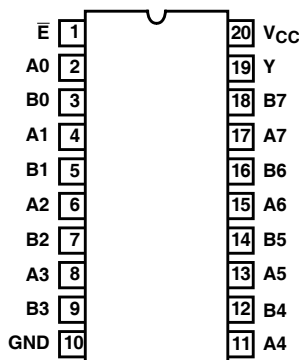 E̅ 1 20 VCC
A0 2 19 Y
B0 3 18 B7
A1 4 17 A7
B1 5 16 B6
A2 6 15 A6
B2 7 14 B5
A3 8 13 A5
B3 9 12 B4
GND 10 11 A4